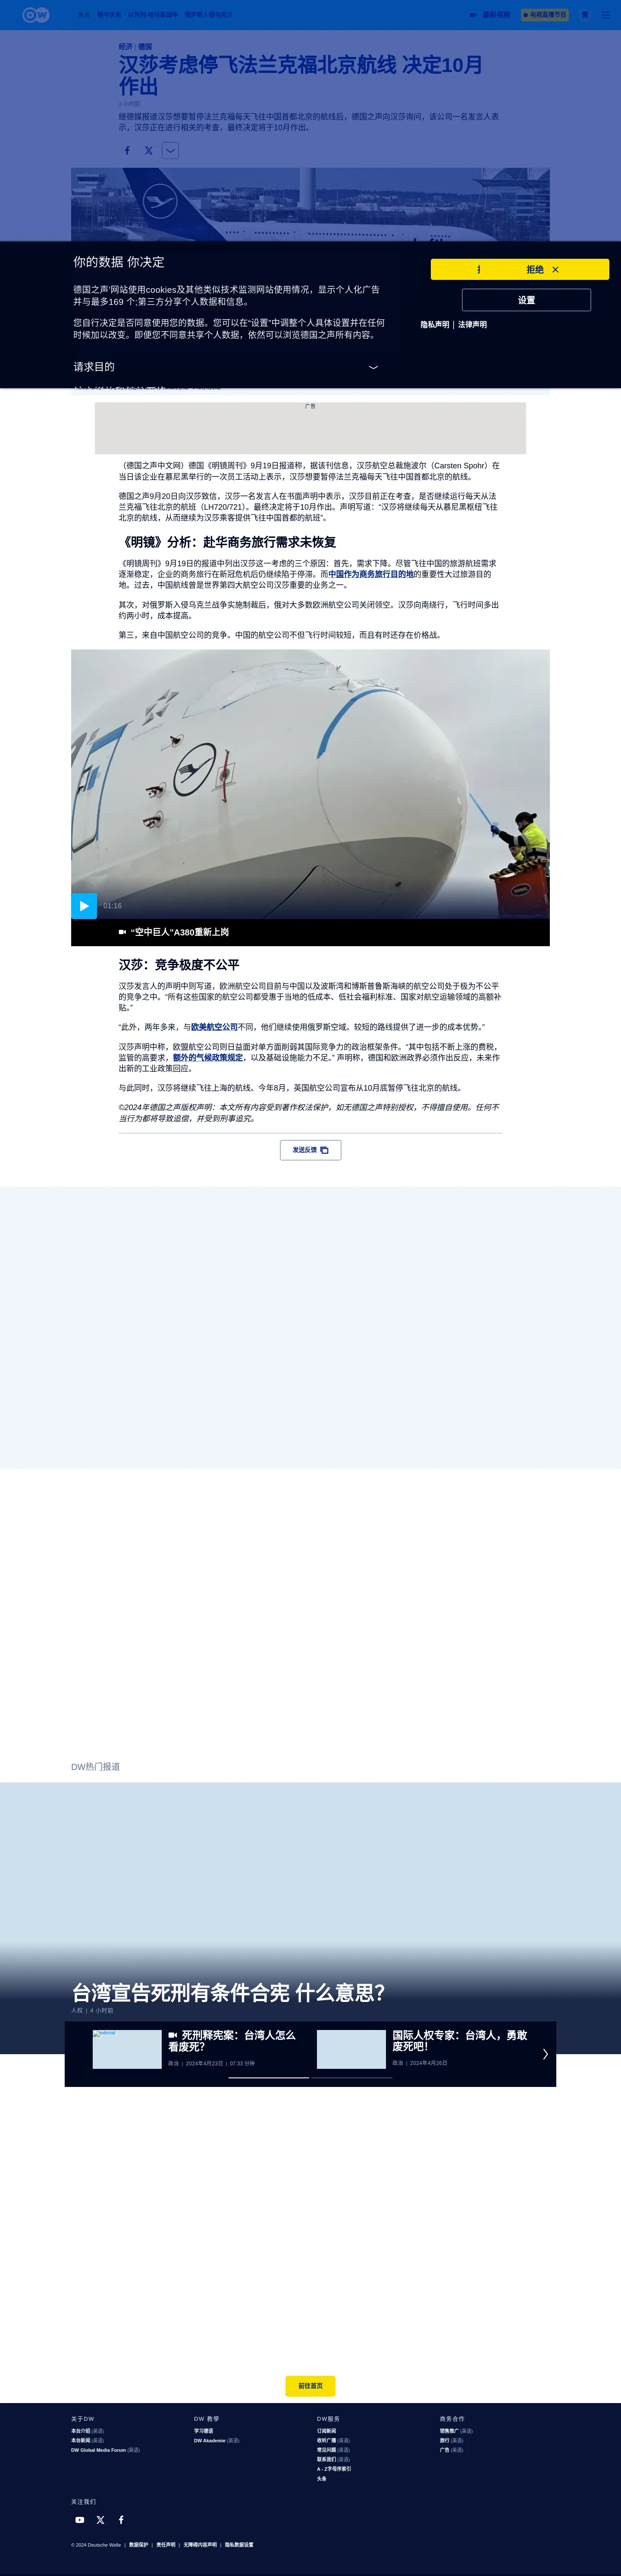 DW
焦点 德中关系 以色列-哈马斯战争 俄罗斯入侵乌克兰 最新视频 电视直播节目 繁
经济 | 德国
汉莎考虑停飞法兰克福北京航线 决定10月
作出
3 小时前
继德媒报道汉莎想要暂停法兰克福每天飞往中国首都北京的航线后，德国之声向汉莎询问，该公司一名发言人表
示，汉莎正在进行相关的考查，最终决定将于10月作出。
你的数据 你决定
德国之声'网站使用cookies及其他类似技术监测网站使用情况，显示个人化广告
并与最多169 个;第三方分享个人数据和信息。
您自行决定是否同意使用您的数据。您可以在“设置”中调整个人具体设置并在任何
时候加以改变。即便您不同意共享个人数据，依然可以浏览德国之声所有内容。
请求目的
拒绝
设置
隐私声明 | 法律声明
广告
（德国之声中文网）德国《明镜周刊》9月19日报道称，据该刊信息，汉莎航空总裁施波尔（Carsten Spohr）在
当日该企业在慕尼黑举行的一次员工活动上表示，汉莎想要暂停法兰克福每天飞往中国首都北京的航线。
德国之声9月20日向汉莎致信，汉莎一名发言人在书面声明中表示，汉莎目前正在考查，是否继续运行每天从法
兰克福飞往北京的航班（LH720/721）。最终决定将于10月作出。声明写道：“汉莎将继续每天从慕尼黑枢纽飞往
北京的航线，从而继续为汉莎乘客提供飞往中国首都的航班”。
《明镜》分析：赴华商务旅行需求未恢复
《明镜周刊》9月19日的报道中列出汉莎这一考虑的三个原因：首先，需求下降。尽管飞往中国的旅游航班需求
逐渐稳定，企业的商务旅行在新冠危机后仍继续陷于停滞。而中国作为商务旅行目的地的重要性大过旅游目的
地。过去，中国航线曾是世界第四大航空公司汉莎重要的业务之一。
其次，对俄罗斯入侵乌克兰战争实施制裁后，俄对大多数欧洲航空公司关闭领空。汉莎向南绕行，飞行时间多出
约两小时，成本提高。
第三，来自中国航空公司的竞争。中国的航空公司不但飞行时间较短，而且有时还存在价格战。
01:16
“空中巨人”A380重新上岗
汉莎：竞争极度不公平
汉莎发言人的声明中则写道，欧洲航空公司目前与中国以及波斯湾和博斯普鲁斯海峡的航空公司处于极为不公平
的竞争之中。“所有这些国家的航空公司都受惠于当地的低成本、低社会福利标准、国家对航空运输领域的高额补
贴。”
“此外，两年多来，与欧美航空公司不同，他们继续使用俄罗斯空域。较短的路线提供了进一步的成本优势。”
汉莎声明中称，欧盟航空公司则日益面对单方面削弱其国际竞争力的政治框架条件。“其中包括不断上涨的费税，
监管的高要求，额外的气候政策规定，以及基础设施能力不足。” 声明称，德国和欧洲政界必须作出反应，未来作
出新的工业政策回应。
与此同时，汉莎将继续飞往上海的航线。今年8月，英国航空公司宣布从10月底暂停飞往北京的航线。
©2024年德国之声版权声明：本文所有内容受到著作权法保护，如无德国之声特别授权，不得擅自使用。任何不
当行为都将导致追偿，并受到刑事追究。
发送反馈
DW热门报道
台湾宣告死刑有条件合宪 什么意思？
人权 | 4 小时前
external
死刑释宪案：台湾人怎么
看废死？
政治 | 2024年4月23日 | 07:33 分钟
国际人权专家：台湾人，勇敢
废死吧！
政治 | 2024年4月26日
前往首页
关于DW
本台介绍 (英语)
本台新闻 (英语)
DW Global Media Forum (英语)
DW 教学
学习德语
DW Akademie (英语)
DW服务
订阅新闻
收听广播 (英语)
常见问题 (英语)
联系我们 (英语)
A - Z字母序索引
头条
商务合作
销售推广 (英语)
旅行 (英语)
广告 (英语)
关注我们
© 2024 Deutsche Welle | 数据保护 | 责任声明 | 无障碍内容声明 | 隐私数据设置